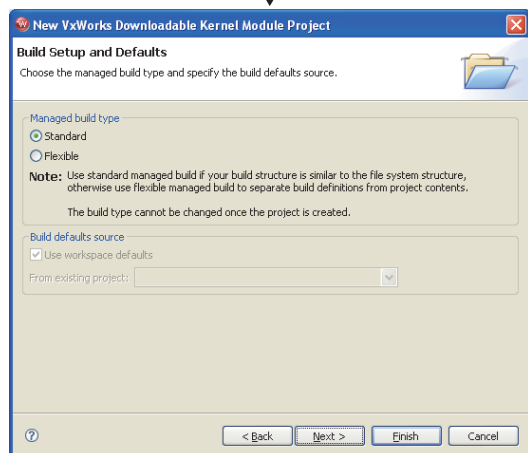 New VxWorks Downloadable Kernel Module Project
Build Setup and Defaults
Choose the managed build type and specify the build defaults source.
Managed build type
Standard
Flexible
Note: Use standard managed build if your build structure is similar to the file system structure,
otherwise use flexible managed build to separate build definitions from project contents.
The build type cannot be changed once the project is created.
Build defaults source
Use workspace defaults
From existing project:
< Back Next > Finish Cancel